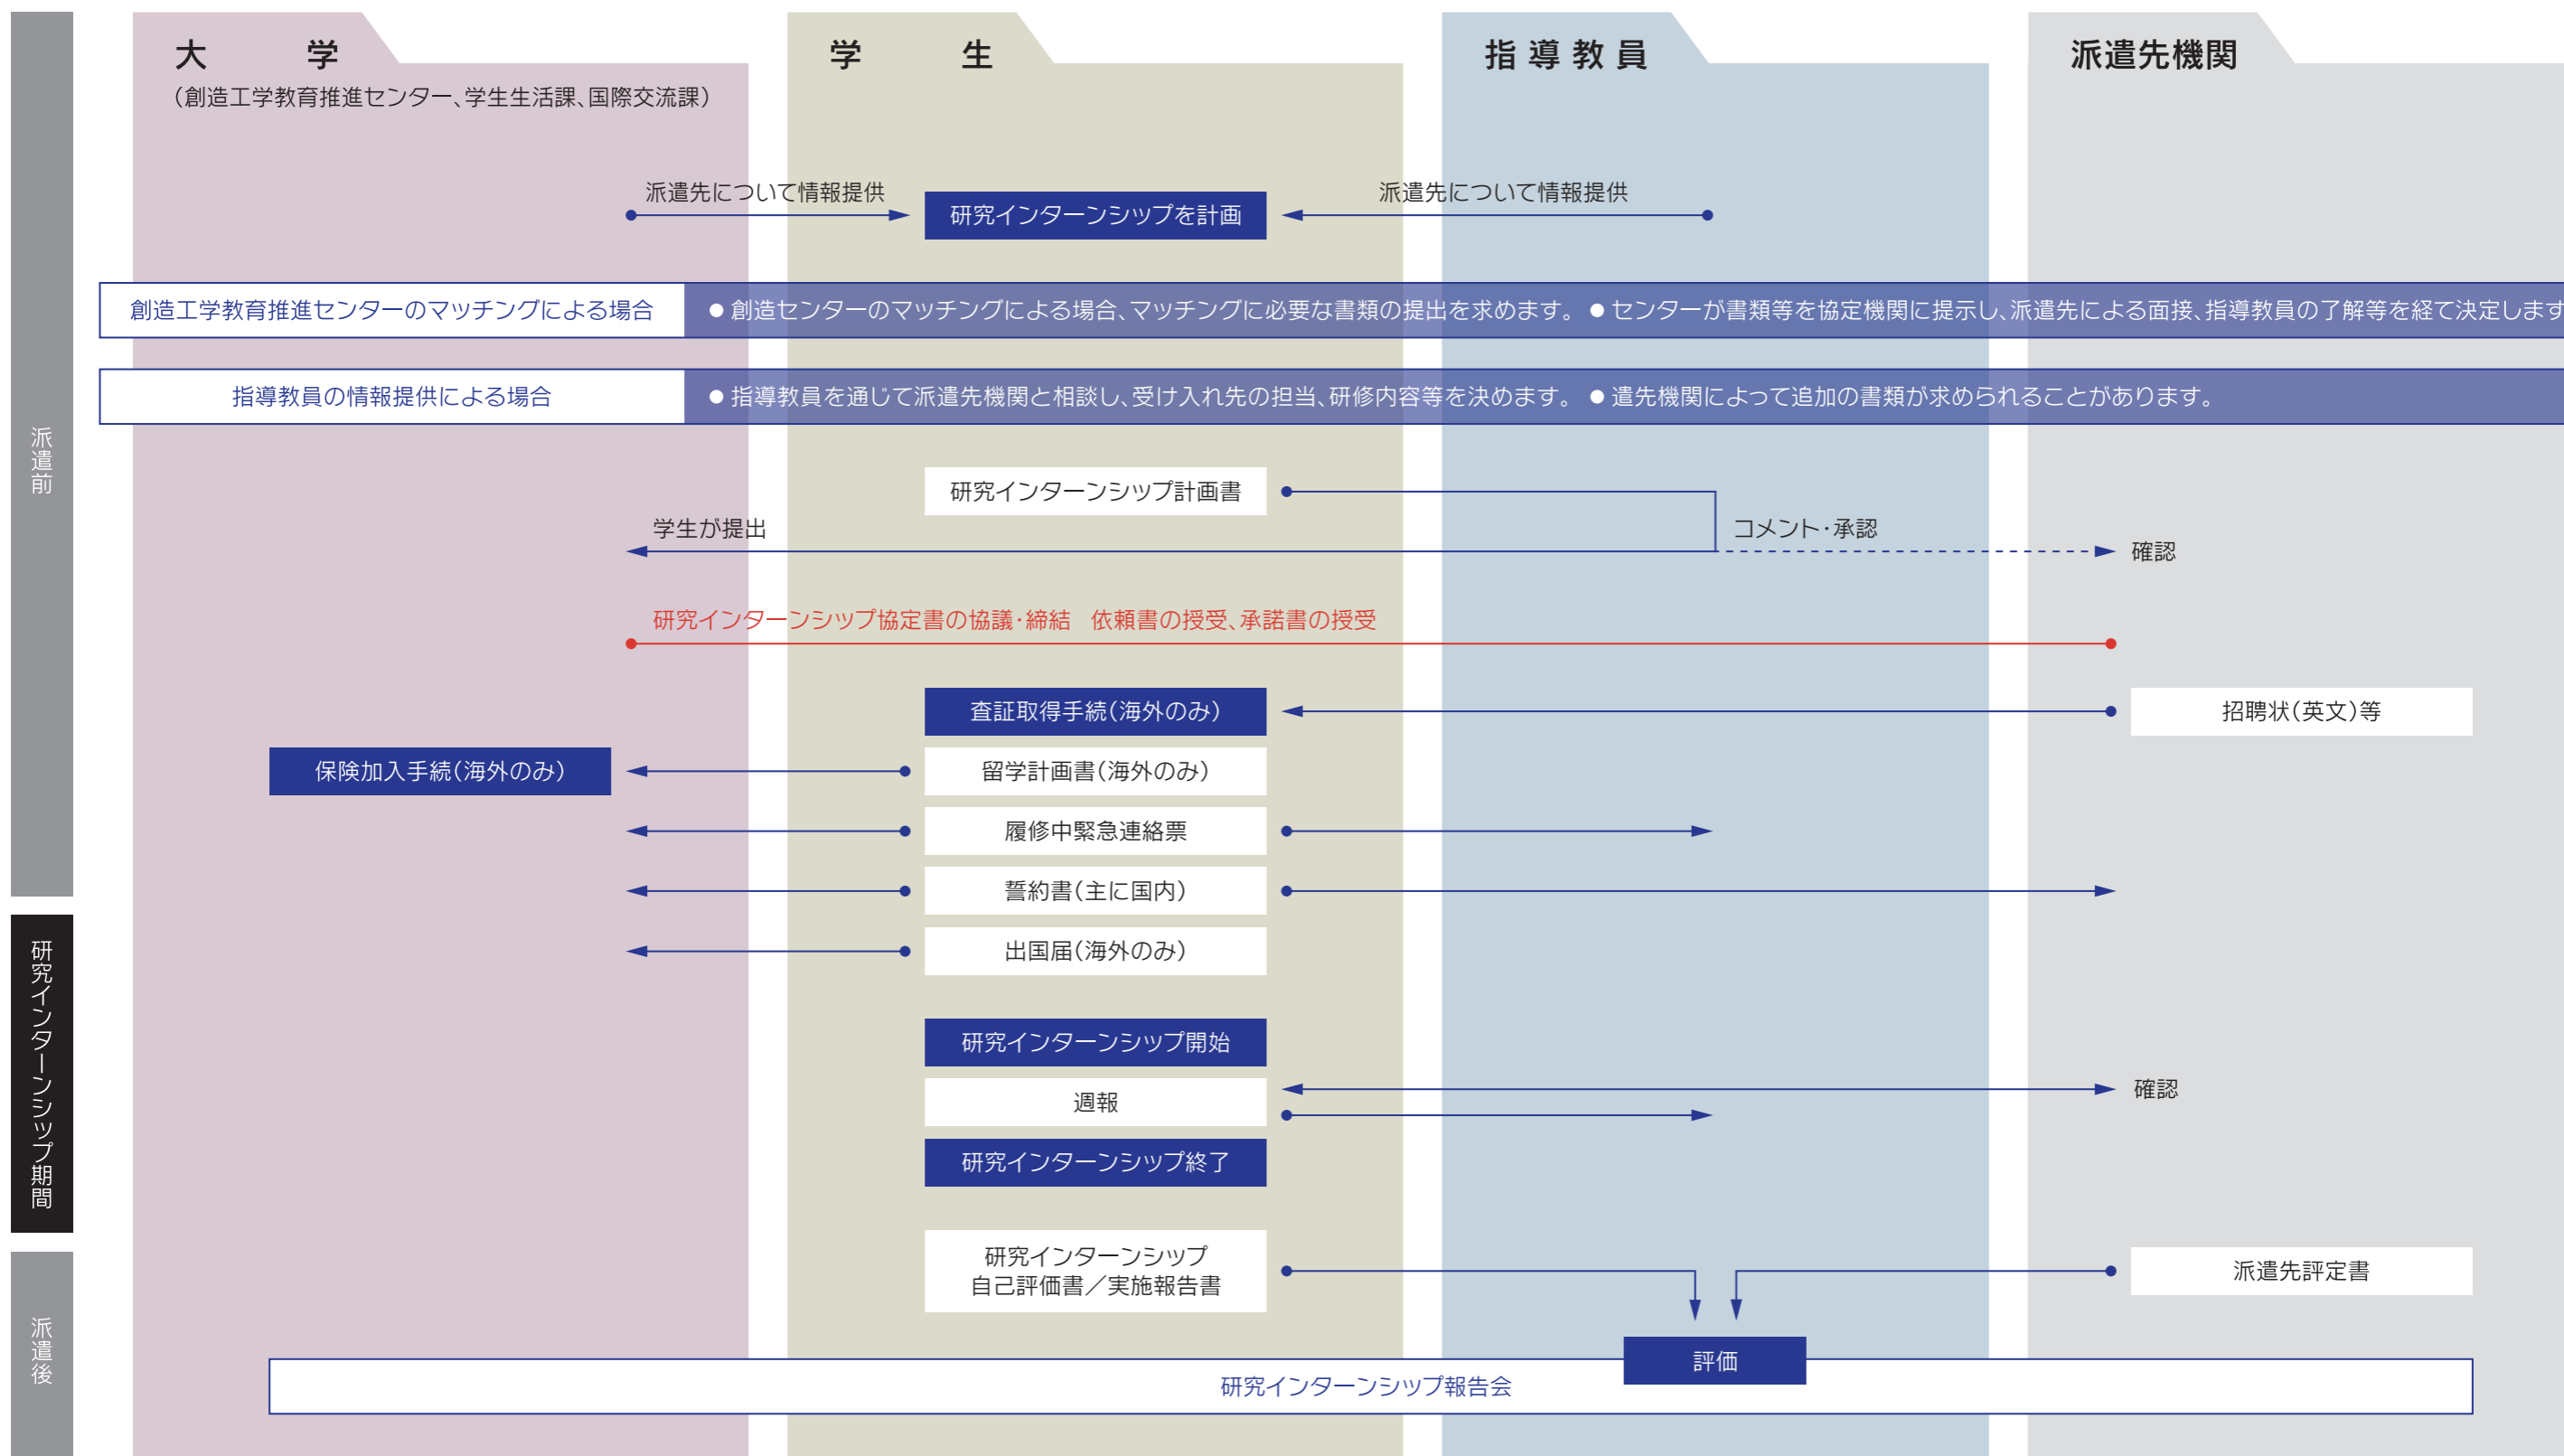 大学
（創造工学教育推進センター、学生生活課、国際交流課）
学生
指導教員
派遣先機関
派遣前
派遣先について情報提供
研究インターンシップを計画
派遣先について情報提供
創造工学教育推進センターのマッチングによる場合
● 創造センターのマッチングによる場合、マッチングに必要な書類の提出を求めます。 ● センターが書類等を協定機関に提示し、派遣先による面接、指導教員の了解等を経て決定します
指導教員の情報提供による場合
● 指導教員を通じて派遣先機関と相談し、受け入れ先の担当、研修内容等を決めます。 ● 遣先機関によって追加の書類が求められることがあります。
研究インターンシップ計画書
学生が提出
コメント・承認
確認
研究インターンシップ協定書の協議・締結　依頼書の授受、承諾書の授受
査証取得手続（海外のみ）
招聘状（英文）等
保険加入手続（海外のみ）
留学計画書（海外のみ）
履修中緊急連絡票
誓約書（主に国内）
出国届（海外のみ）
研究インターンシップ期間
研究インターンシップ開始
週報
確認
研究インターンシップ終了
派遣後
研究インターンシップ
自己評価書／実施報告書
派遣先評定書
評価
研究インターンシップ報告会